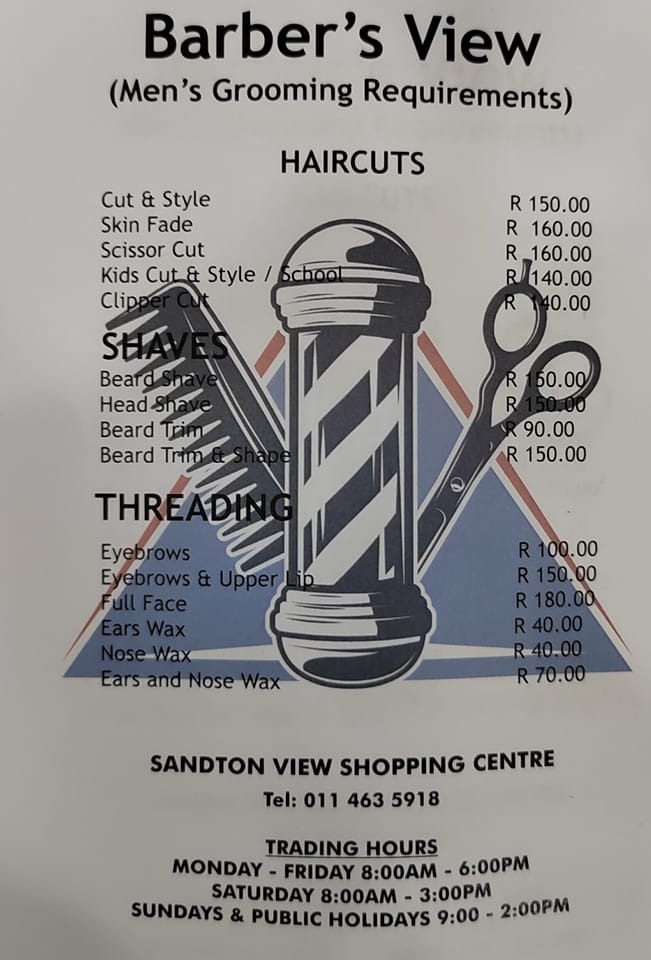 Barber's View
(Men's Grooming Requirements)
HAIRCUTS
Cut & Style R 150.00
Skin Fade R 160.00
Scissor Cut R 160.00
Kids Cut & Style / School R 140.00
Clipper Cut R 140.00
SHAVES
Beard Shave R 150.00
Head Shave R 150.00
Beard Trim R 90.00
Beard Trim & Shape R 150.00
THREADING
Eyebrows R 100.00
Eyebrows & Upper Lip R 150.00
Full Face R 180.00
Ears Wax R 40.00
Nose Wax R 40.00
Ears and Nose Wax R 70.00
SANDTON VIEW SHOPPING CENTRE
Tel: 011 463 5918
TRADING HOURS
MONDAY - FRIDAY 8:00AM - 6:00PM
SATURDAY 8:00AM - 3:00PM
SUNDAYS & PUBLIC HOLIDAYS 9:00 - 2:00PM